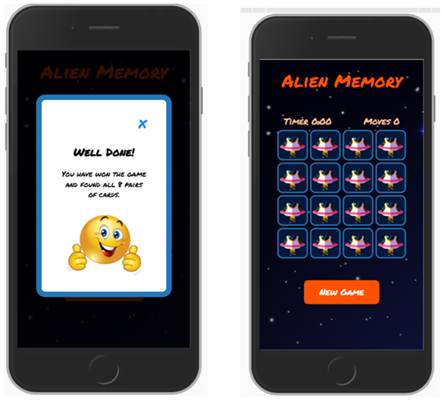 Alien Memory
x
Well Done!
You have won the game
and found all 8 pairs
of cards.
Alien Memory
Timer 0:00 Moves 0
New Game